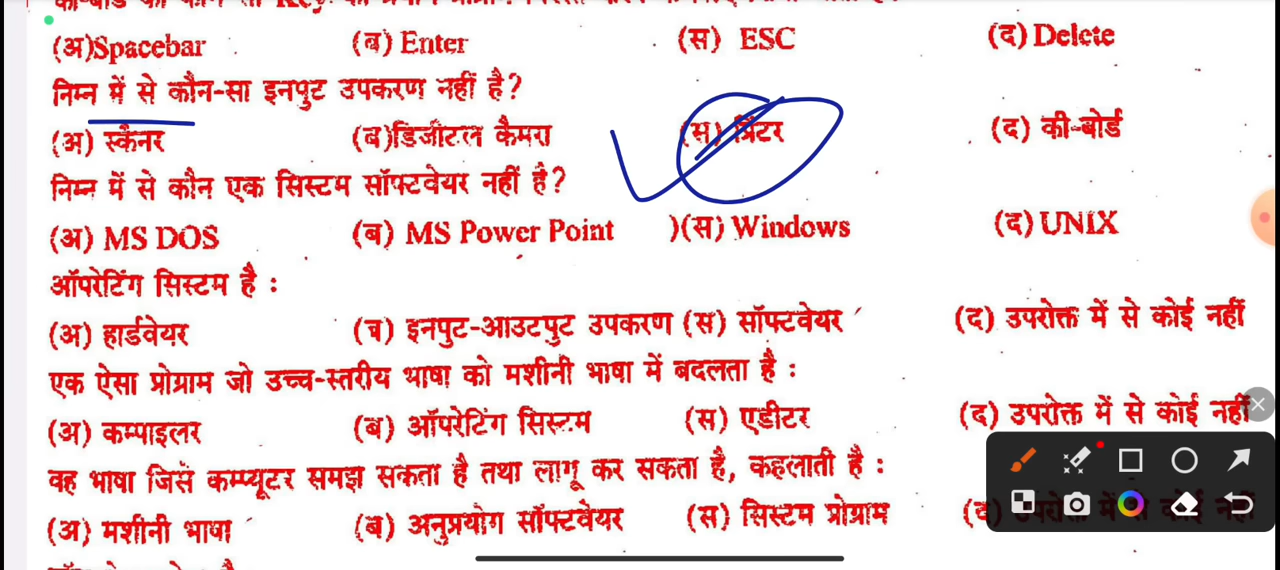 (अ)Spacebar (ब) Enter (स) ESC (द) Delete
निम्न में से कौन-सा इनपुट उपकरण नहीं है?
(अ) स्कैनर (ब)डिजीटल कैमरा (स) प्रिंटर (द) की-बोर्ड
निम्न में से कौन एक सिस्टम सॉफ्टवेयर नहीं है?
(अ) MS DOS (ब) MS Power Point )(स) Windows (द) UNIX
ऑपरेटिंग सिस्टम है :
(अ) हार्डवेयर (ब) इनपुट-आउटपुट उपकरण (स) सॉफ्टवेयर (द) उपरोक्त में से कोई नहीं
एक ऐसा प्रोग्राम जो उच्च-स्तरीय भाषा को मशीनी भाषा में बदलता है :
(अ) कम्पाइलर (ब) ऑपरेटिंग सिस्टम (स) एडीटर (द) उपरोक्त में से कोई नहीं
वह भाषा जिसे कम्प्यूटर समझ सकता है तथा लागू कर सकता है, कहलाती है :
(अ) मशीनी भाषा (ब) अनुप्रयोग सॉफ्टवेयर (स) सिस्टम प्रोग्राम